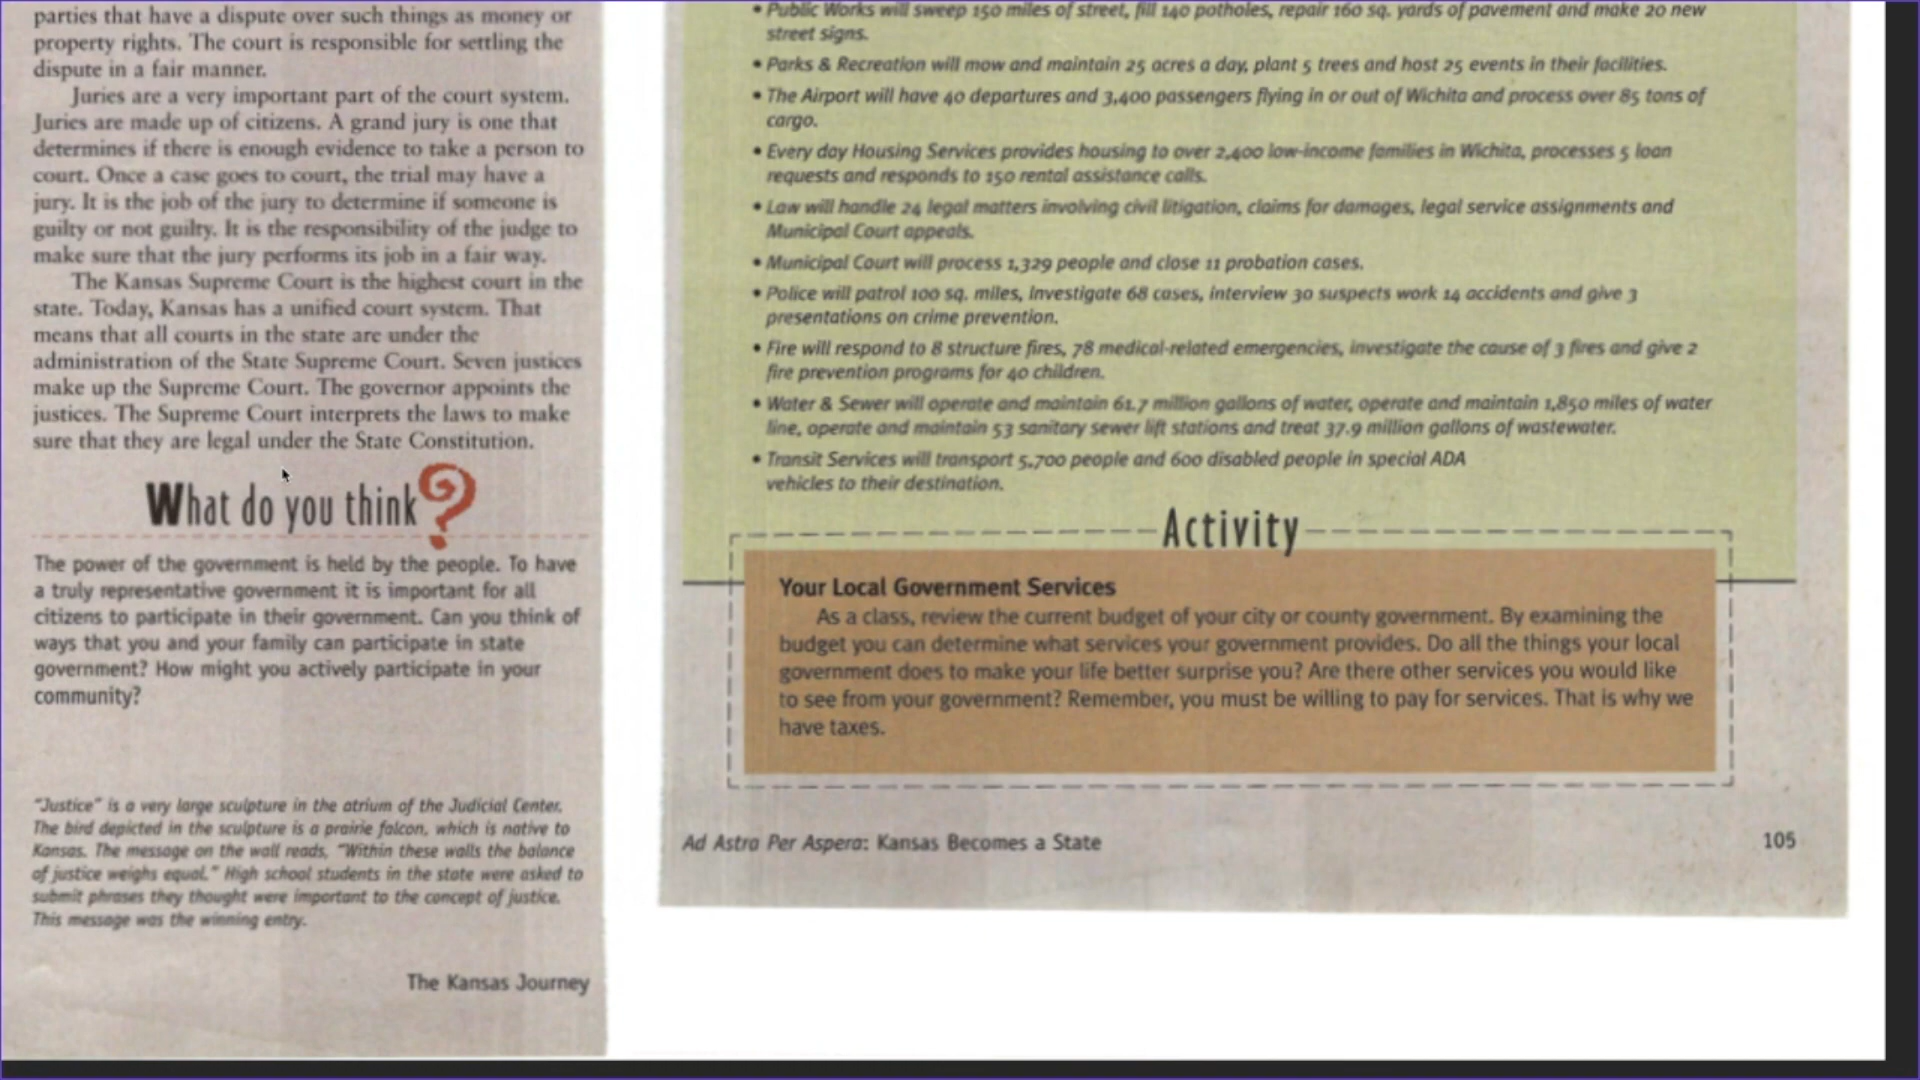 parties that have a dispute over such things as money or
property rights. The court is responsible for settling the
dispute in a fair manner.
Juries are a very important part of the court system.
Juries are made up of citizens. A grand jury is one that
determines if there is enough evidence to take a person to
court. Once a case goes to court, the trial may have a
jury. It is the job of the jury to determine if someone is
guilty or not guilty. It is the responsibility of the judge to
make sure that the jury performs its job in a fair way.
The Kansas Supreme Court is the highest court in the
state. Today, Kansas has a unified court system. That
means that all courts in the state are under the
administration of the State Supreme Court. Seven justices
make up the Supreme Court. The governor appoints the
justices. The Supreme Court interprets the laws to make
sure that they are legal under the State Constitution.
What do you think?
The power of the government is held by the people. To have
a truly representative government it is important for all
citizens to participate in their government. Can you think of
ways that you and your family can participate in state
government? How might you actively participate in your
community?
"Justice" is a very large sculpture in the atrium of the Judicial Center.
The bird depicted in the sculpture is a prairie falcon, which is native to
Kansas. The message on the wall reads, "Within these walls the balance
of justice weighs equal." High school students in the state were asked to
submit phrases they thought were important to the concept of justice.
This message was the winning entry.
The Kansas Journey
• Public Works will sweep 150 miles of street, fill 140 potholes, repair 160 sq. yards of pavement and make 20 new
street signs.
• Parks & Recreation will mow and maintain 25 acres a day, plant 5 trees and host 25 events in their facilities.
• The Airport will have 40 departures and 3,400 passengers flying in or out of Wichita and process over 85 tons of
cargo.
• Every day Housing Services provides housing to over 2,400 low-income families in Wichita, processes 5 loan
requests and responds to 150 rental assistance calls.
• Law will handle 24 legal matters involving civil litigation, claims for damages, legal service assignments and
Municipal Court appeals.
• Municipal Court will process 1,329 people and close 11 probation cases.
• Police will patrol 100 sq. miles, investigate 68 cases, interview 30 suspects work 14 accidents and give 3
presentations on crime prevention.
• Fire will respond to 8 structure fires, 78 medical-related emergencies, investigate the cause of 3 fires and give 2
fire prevention programs for 40 children.
• Water & Sewer will operate and maintain 61.7 million gallons of water, operate and maintain 1,850 miles of water
line, operate and maintain 53 sanitary sewer lift stations and treat 37.9 million gallons of wastewater.
• Transit Services will transport 5,700 people and 600 disabled people in special ADA
vehicles to their destination.
Activity
Your Local Government Services
As a class, review the current budget of your city or county government. By examining the
budget you can determine what services your government provides. Do all the things your local
government does to make your life better surprise you? Are there other services you would like
to see from your government? Remember, you must be willing to pay for services. That is why we
have taxes.
Ad Astra Per Aspera: Kansas Becomes a State
105